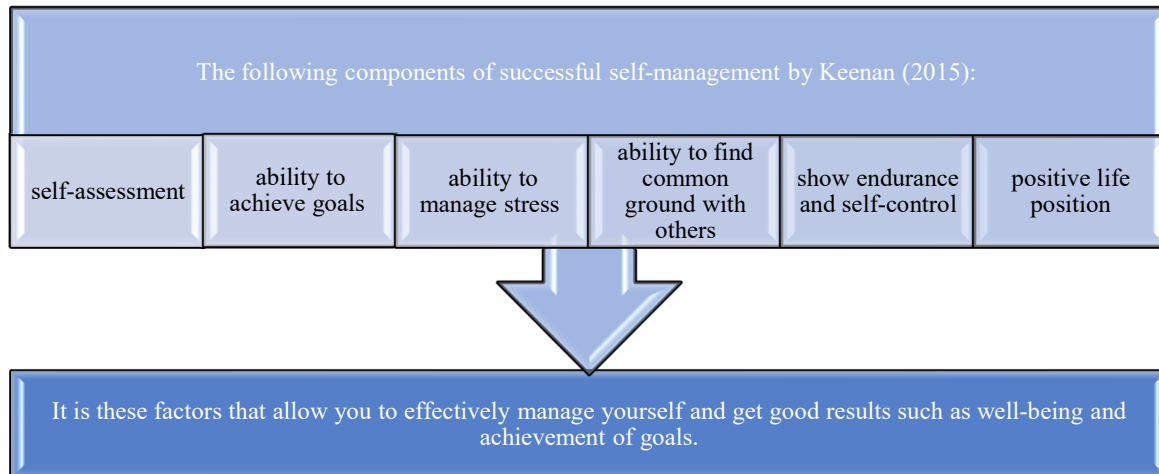 The following components of successful self-management by Keenan (2015):
self-assessment
ability to
achieve goals
ability to
manage stress
ability to find
common
ground with
others
show endurance
and self-control
positive life
position
It is these factors that allow you to effectively manage yourself and get good results such as well-being and
achievement of goals.